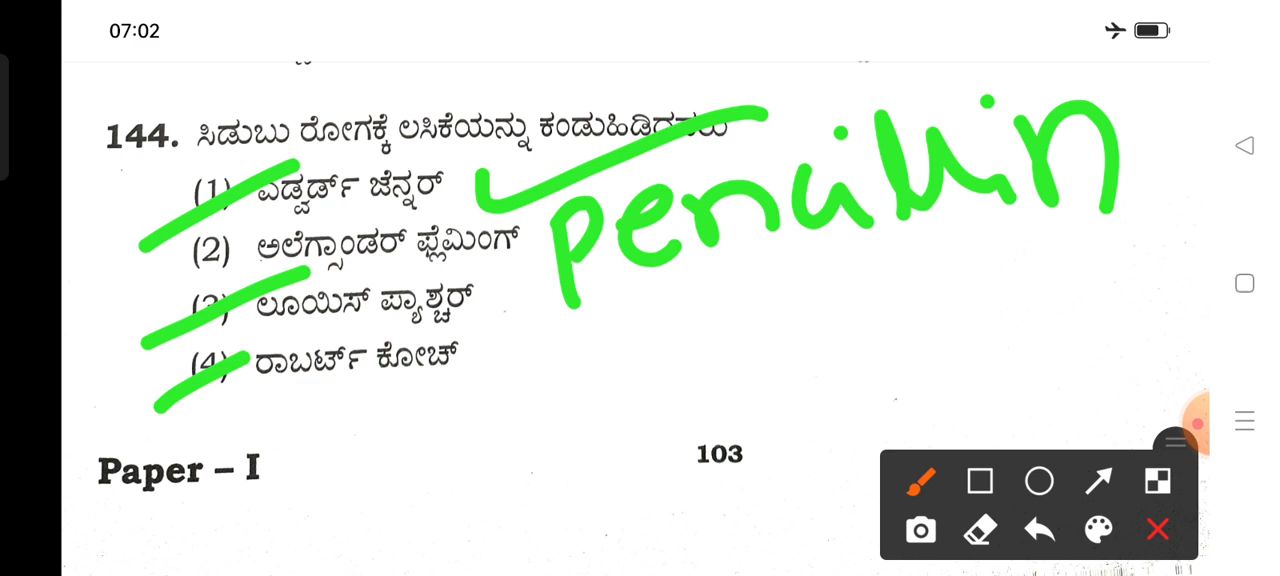 07:02
144. ಸಿಡುಬು ರೋಗಕ್ಕೆ ಲಸಿಕೆಯನ್ನು ಕಂಡುಹಿಡಿದವರು
(1) ಎಡ್ವರ್ಡ್ ಜೆನ್ನರ್
(2) ಅಲೆಗ್ಸಾಂಡರ್ ಫ್ಲೆಮಿಂಗ್
penicillin
(3) ಲೂಯಿಸ್ ಪ್ಯಾಶ್ಚರ್
(4) ರಾಬರ್ಟ್ ಕೋಚ್
Paper – I
103